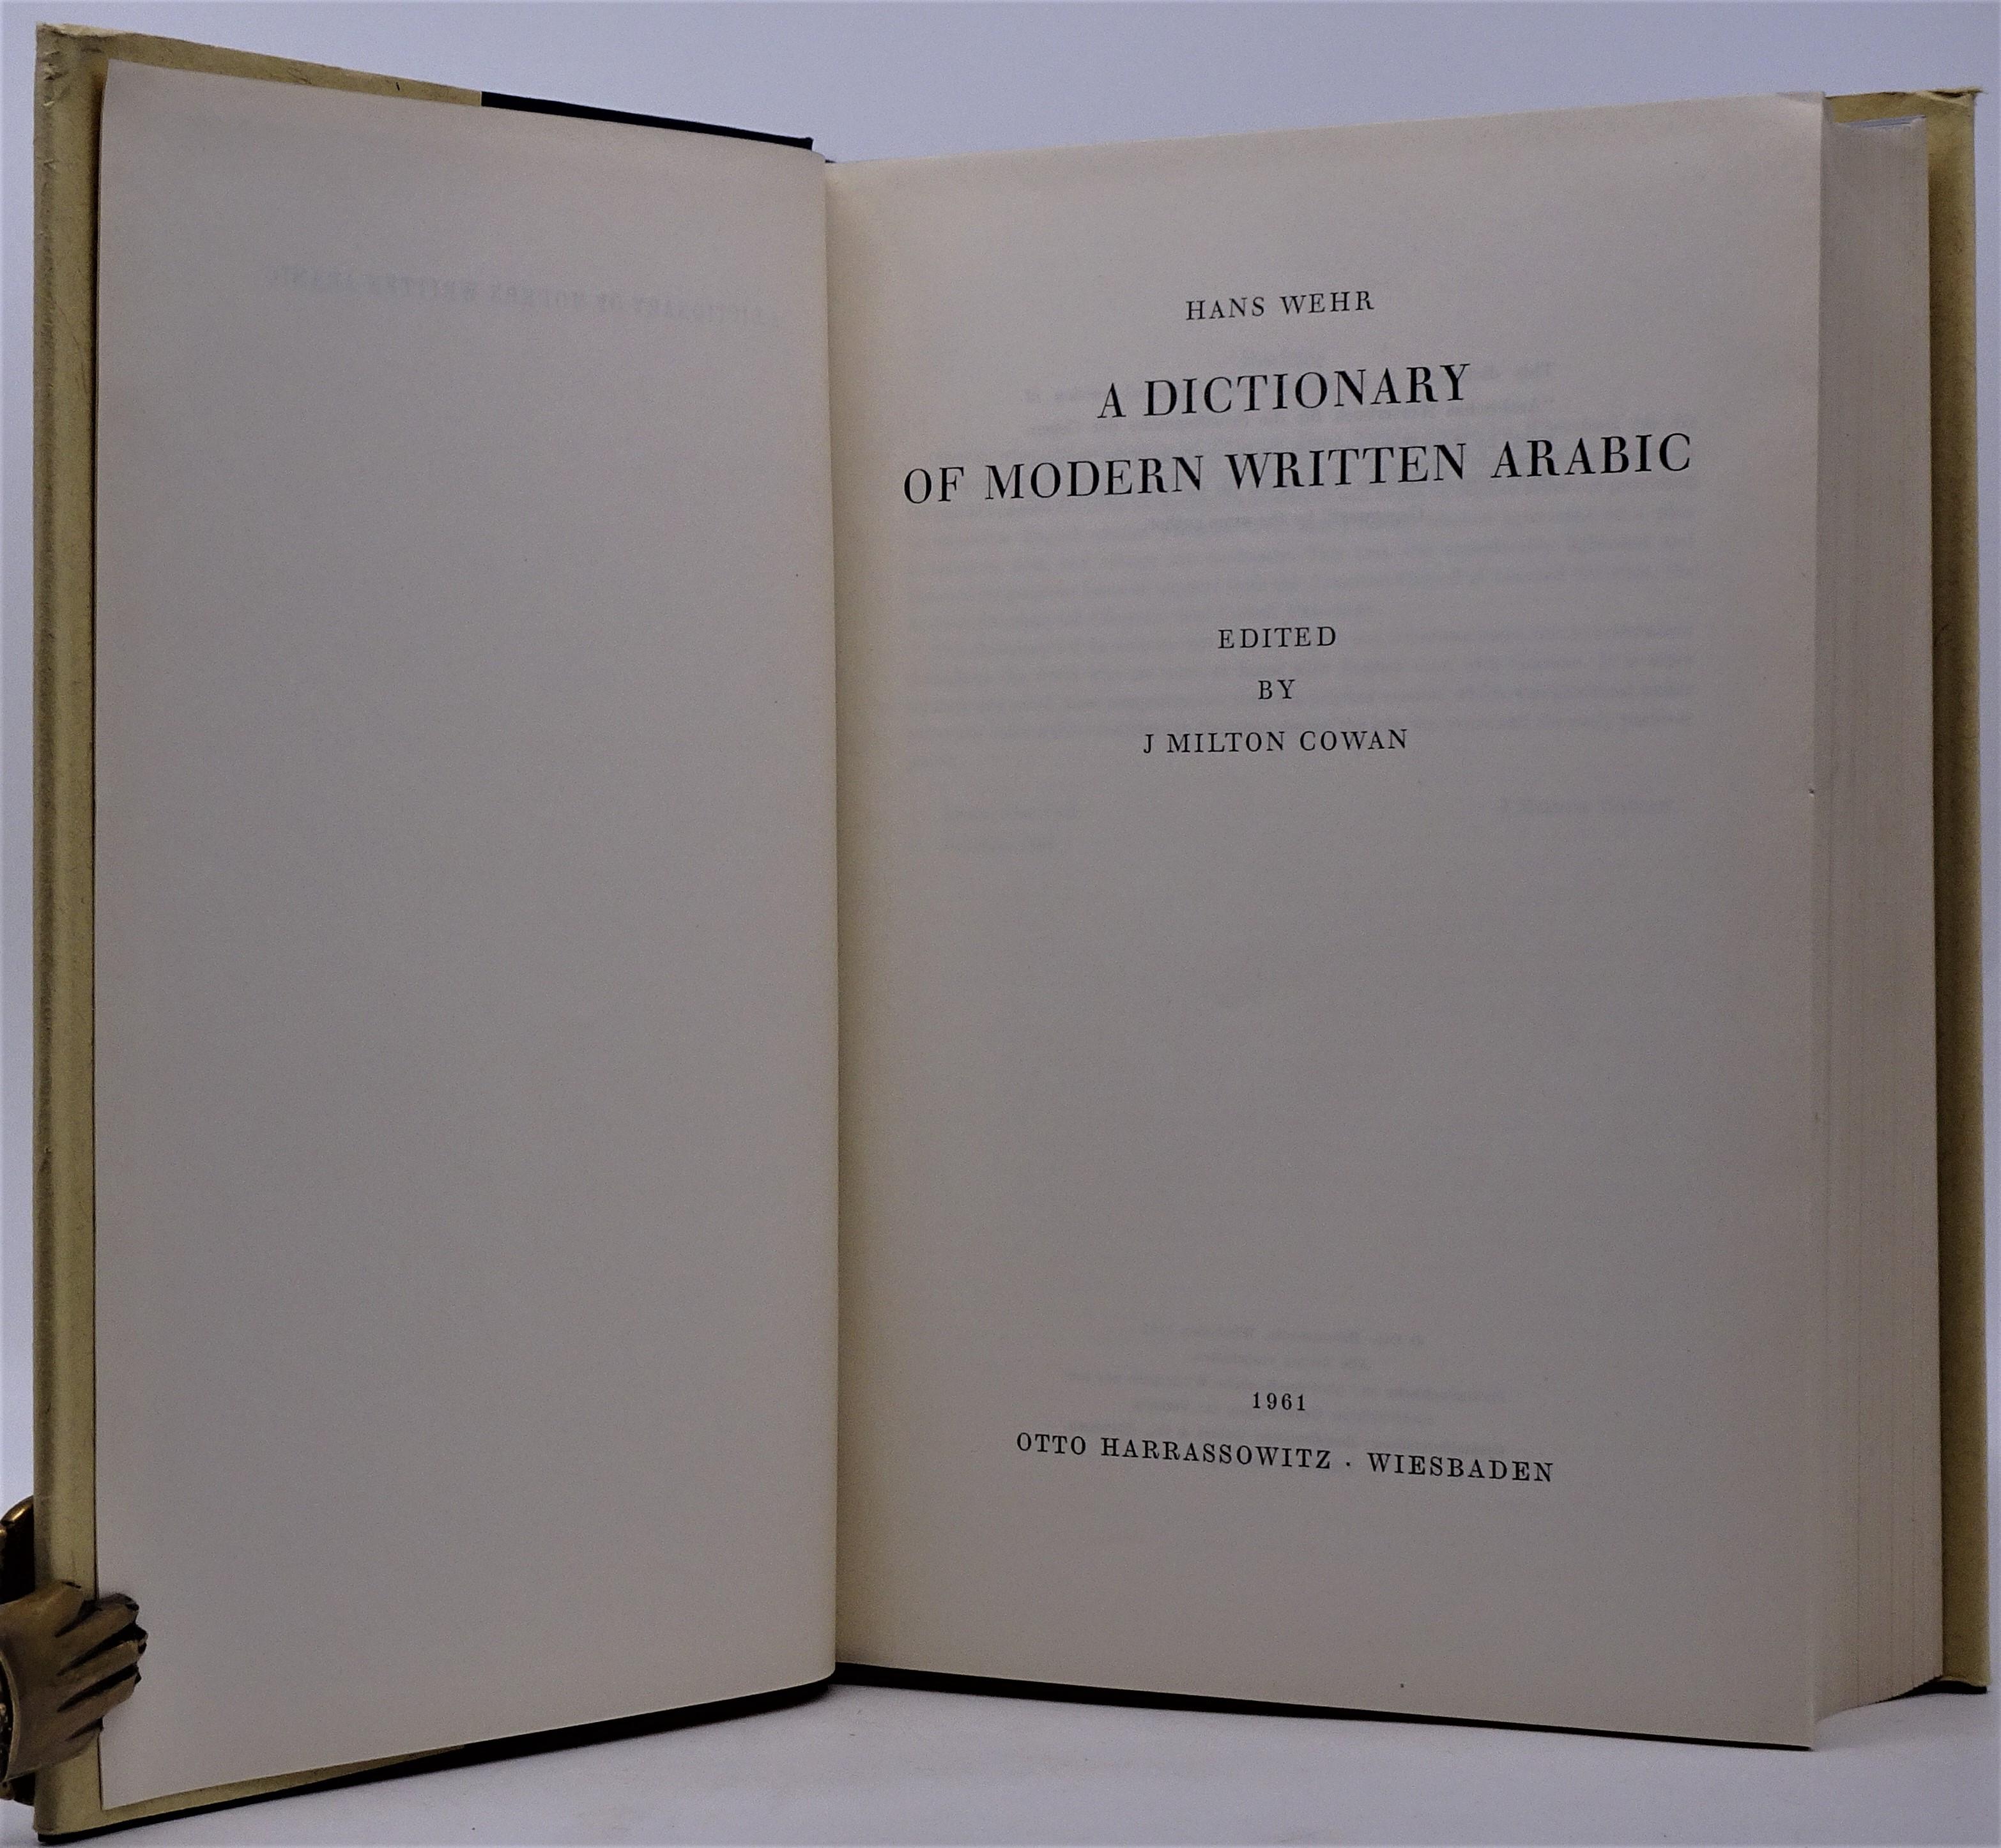 HANS WEHR
A DICTIONARY
OF MODERN WRITTEN ARABIC
EDITED
BY
J MILTON COWAN
1961
OTTO HARRASSOWITZ · WIESBADEN